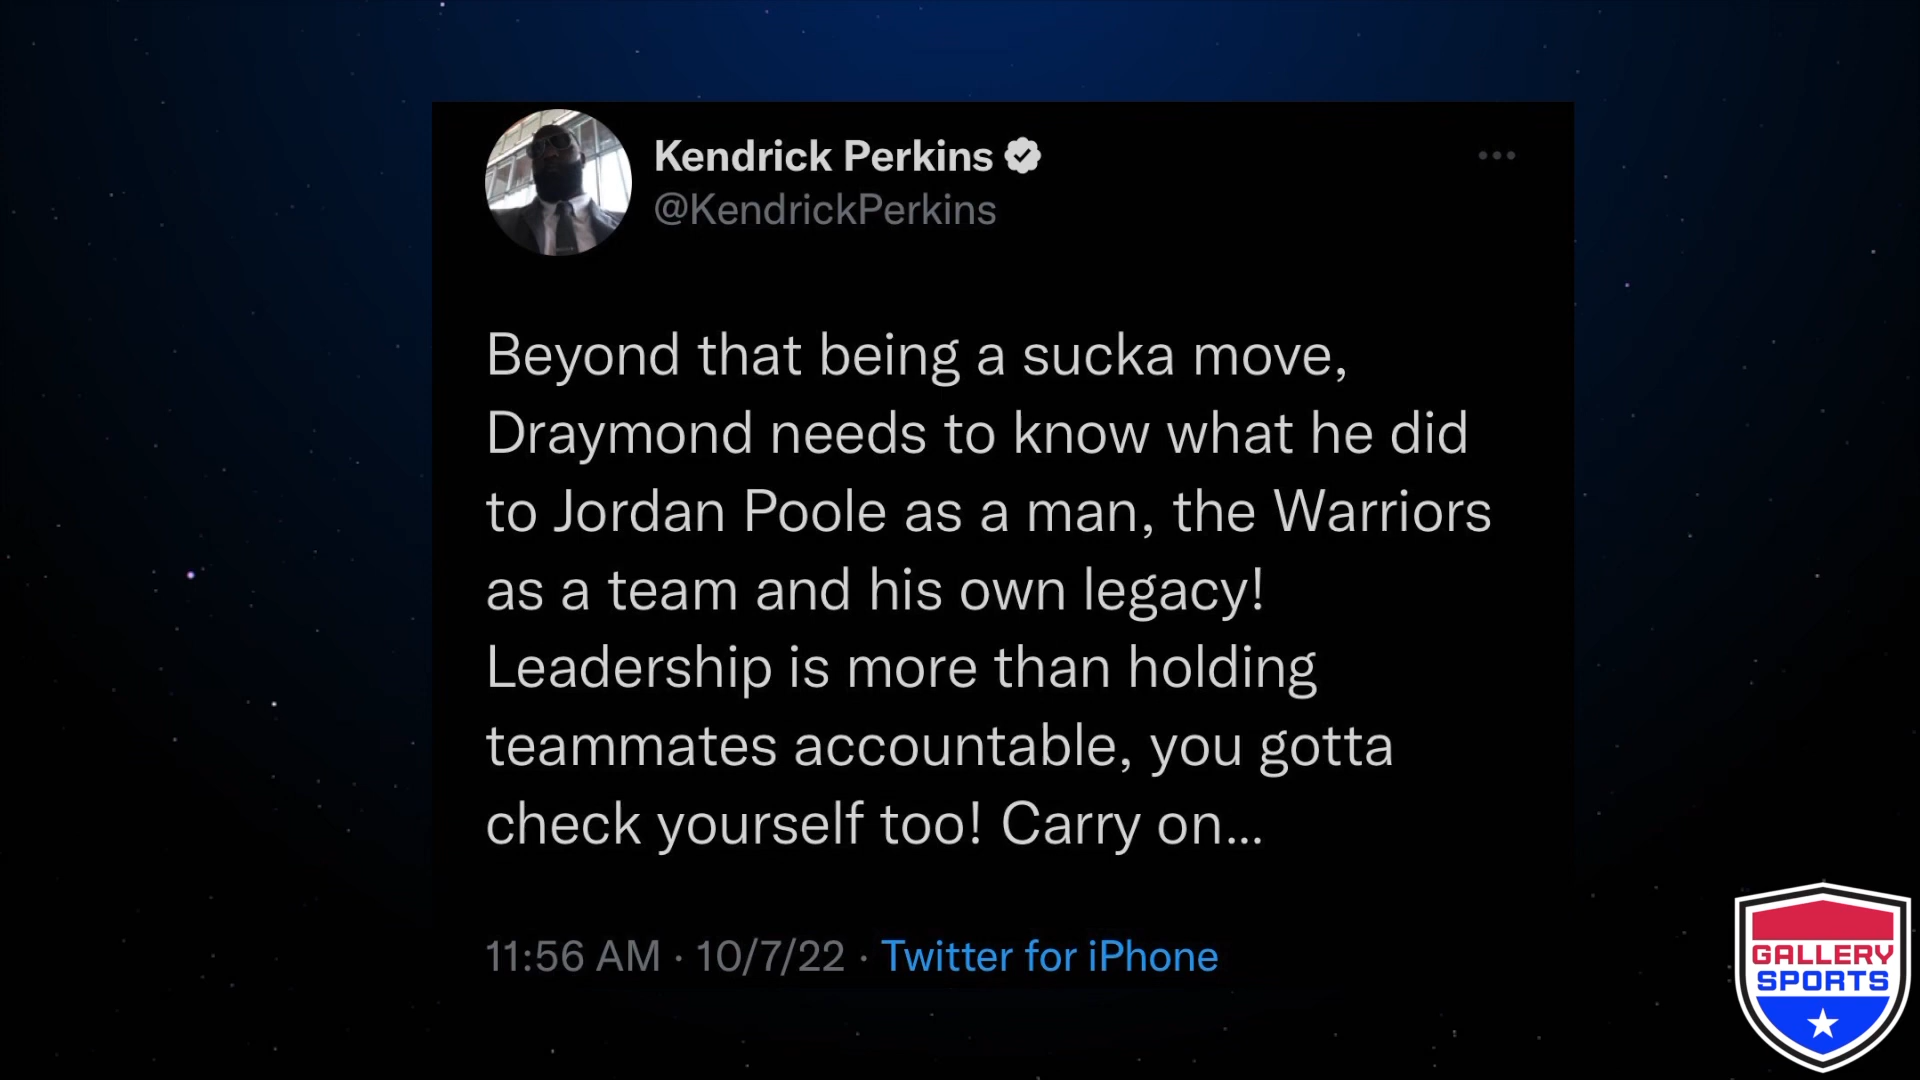 Kendrick Perkins
@KendrickPerkins
Beyond that being a sucka move,
Draymond needs to know what he did
to Jordan Poole as a man, the Warriors
as a team and his own legacy!
Leadership is more than holding
teammates accountable, you gotta
check yourself too! Carry on...
11:56 AM · 10/7/22 · Twitter for iPhone
GALLERY
SPORTS